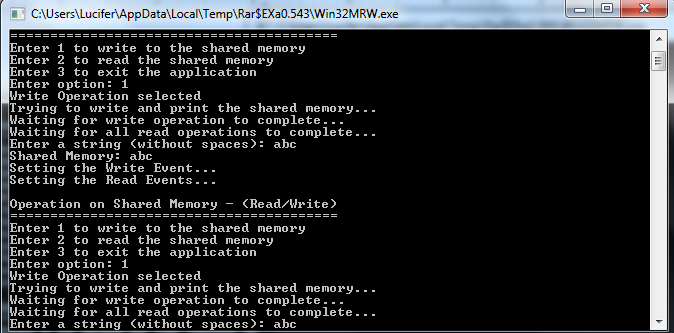 C:\Users\Lucifer\AppData\Local\Temp\Rar$EXa0.543\Win32MRW.exe
=========================================
Enter 1 to write to the shared memory
Enter 2 to read the shared memory
Enter 3 to exit the application
Enter option: 1
Write Operation selected
Trying to write and print the shared memory...
Waiting for write operation to complete...
Waiting for all read operations to complete...
Enter a string (without spaces): abc
Shared Memory: abc
Setting the Write Event...
Setting the Read Events...
Operation on Shared Memory - (Read/Write)
=========================================
Enter 1 to write to the shared memory
Enter 2 to read the shared memory
Enter 3 to exit the application
Enter option: 1
Write Operation selected
Trying to write and print the shared memory...
Waiting for write operation to complete...
Waiting for all read operations to complete...
Enter a string (without spaces): abc